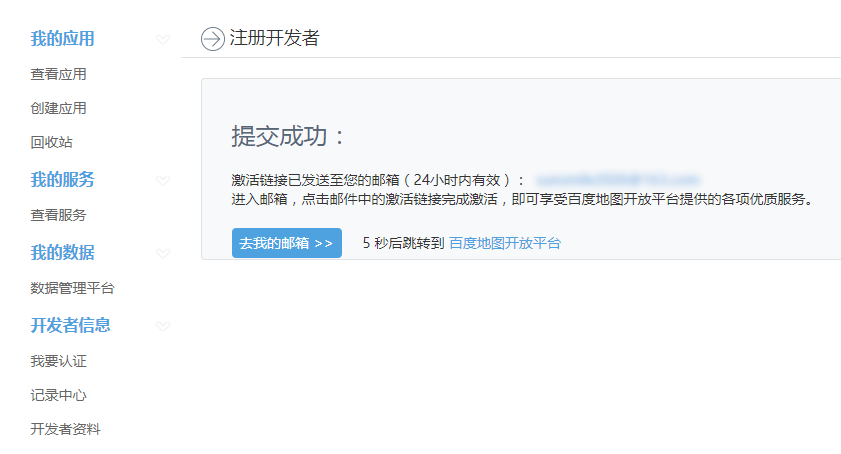 我的应用
查看应用
创建应用
回收站
我的服务
查看服务
我的数据
数据管理平台
开发者信息
我要认证
记录中心
开发者资料
注册开发者
提交成功：
激活链接已发送至您的邮箱（24小时内有效）：
进入邮箱，点击邮件中的激活链接完成激活，即可享受百度地图开放平台提供的各项优质服务。
去我的邮箱 >> 5 秒后跳转到 百度地图开放平台